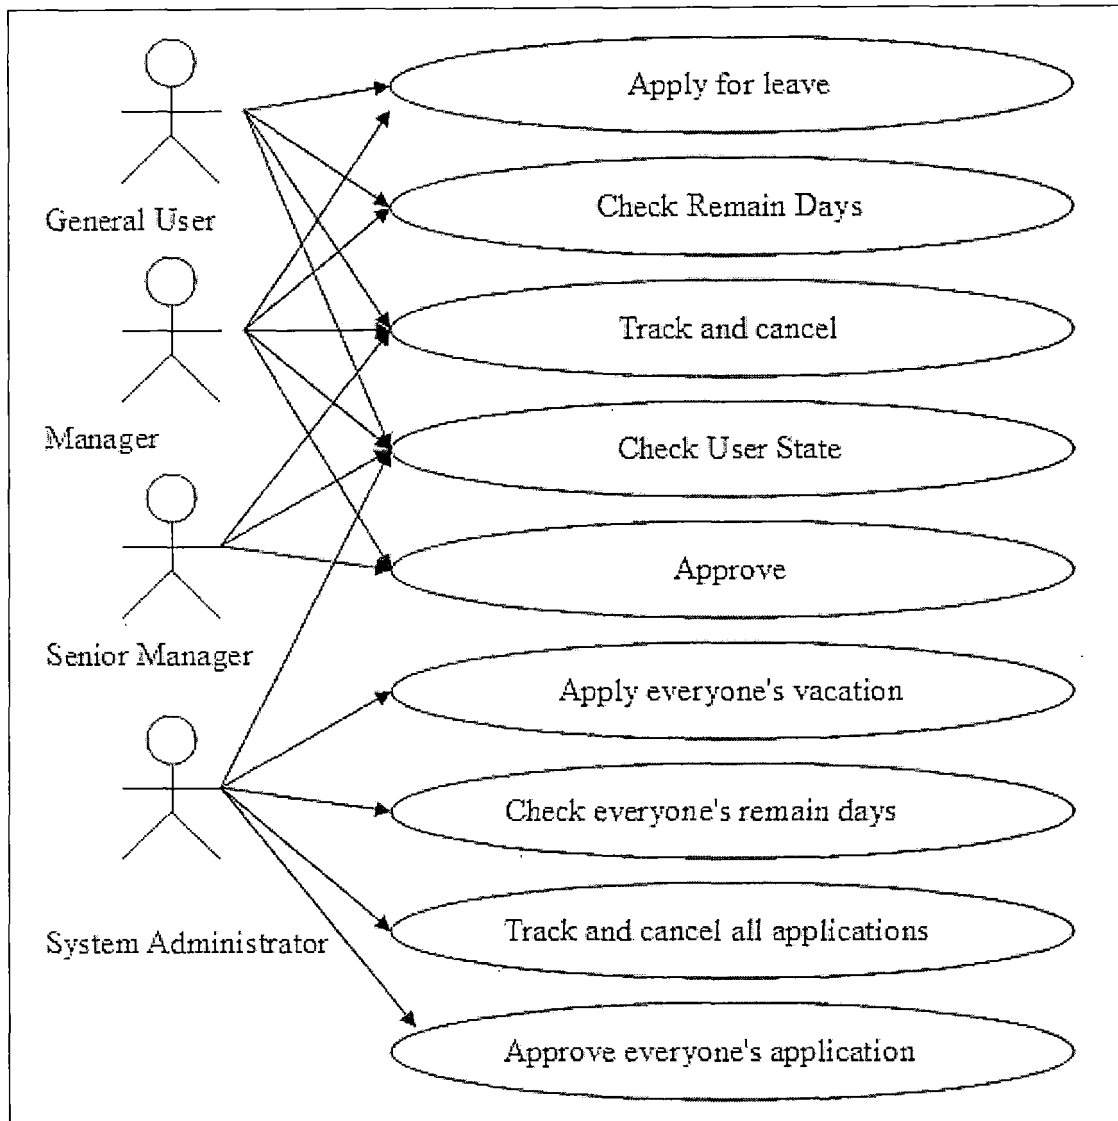 Apply for leave
Check Remain Days
General User
Track and cancel
Manager
Check User State
Approve
Senior Manager
Apply everyone's vacation
Check everyone's remain days
System Administrator
Track and cancel all applications
Approve everyone's application